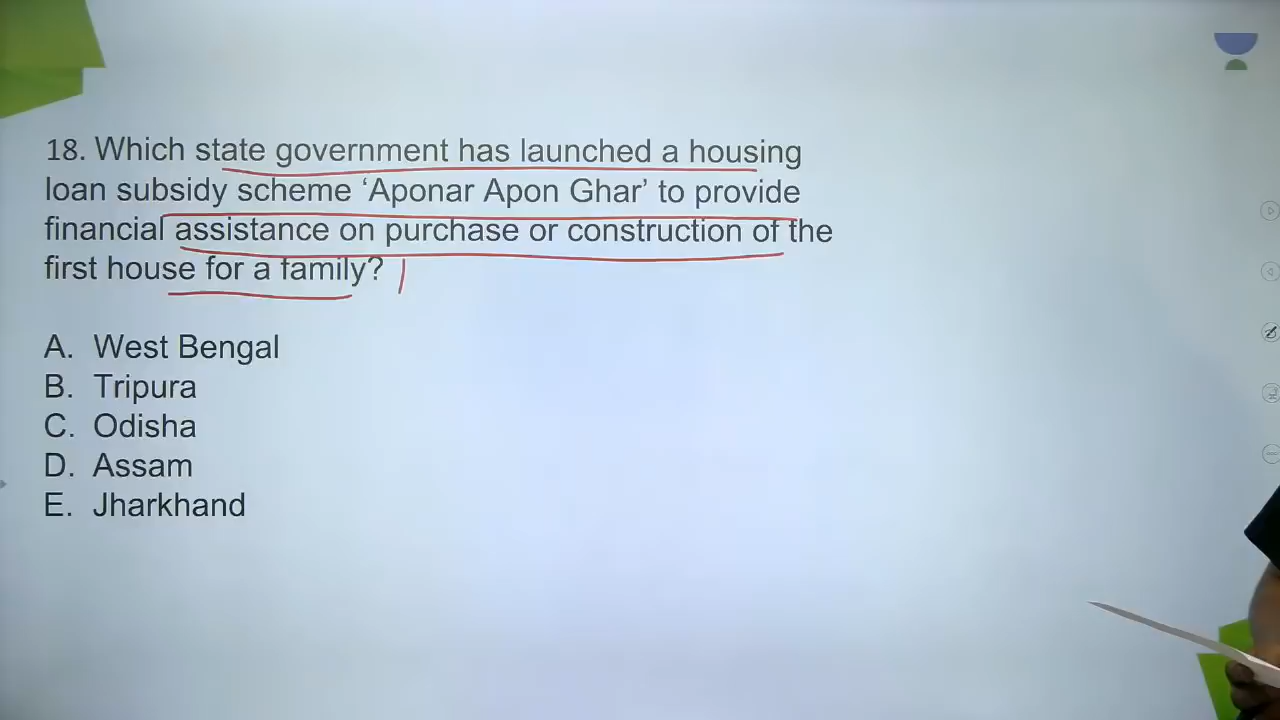 18. Which state government has launched a housing
loan subsidy scheme ‘Aponar Apon Ghar’ to provide
financial assistance on purchase or construction of the
first house for a family?
A. West Bengal
B. Tripura
C. Odisha
D. Assam
E. Jharkhand